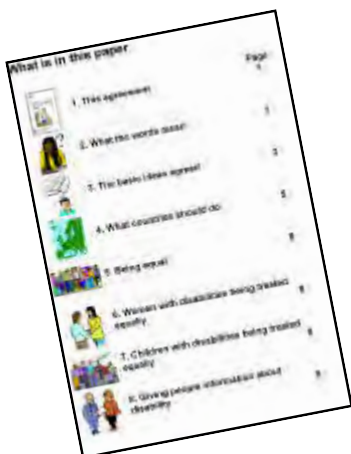 What is in this paper
Page
1. This agreement
2. What the words mean
3. The basic ideas agreed
4. What countries should do
5. Being equal
6. Women with disabilities being treated
equally
7. Children with disabilities being treated
equally
8. Giving people information about
disability